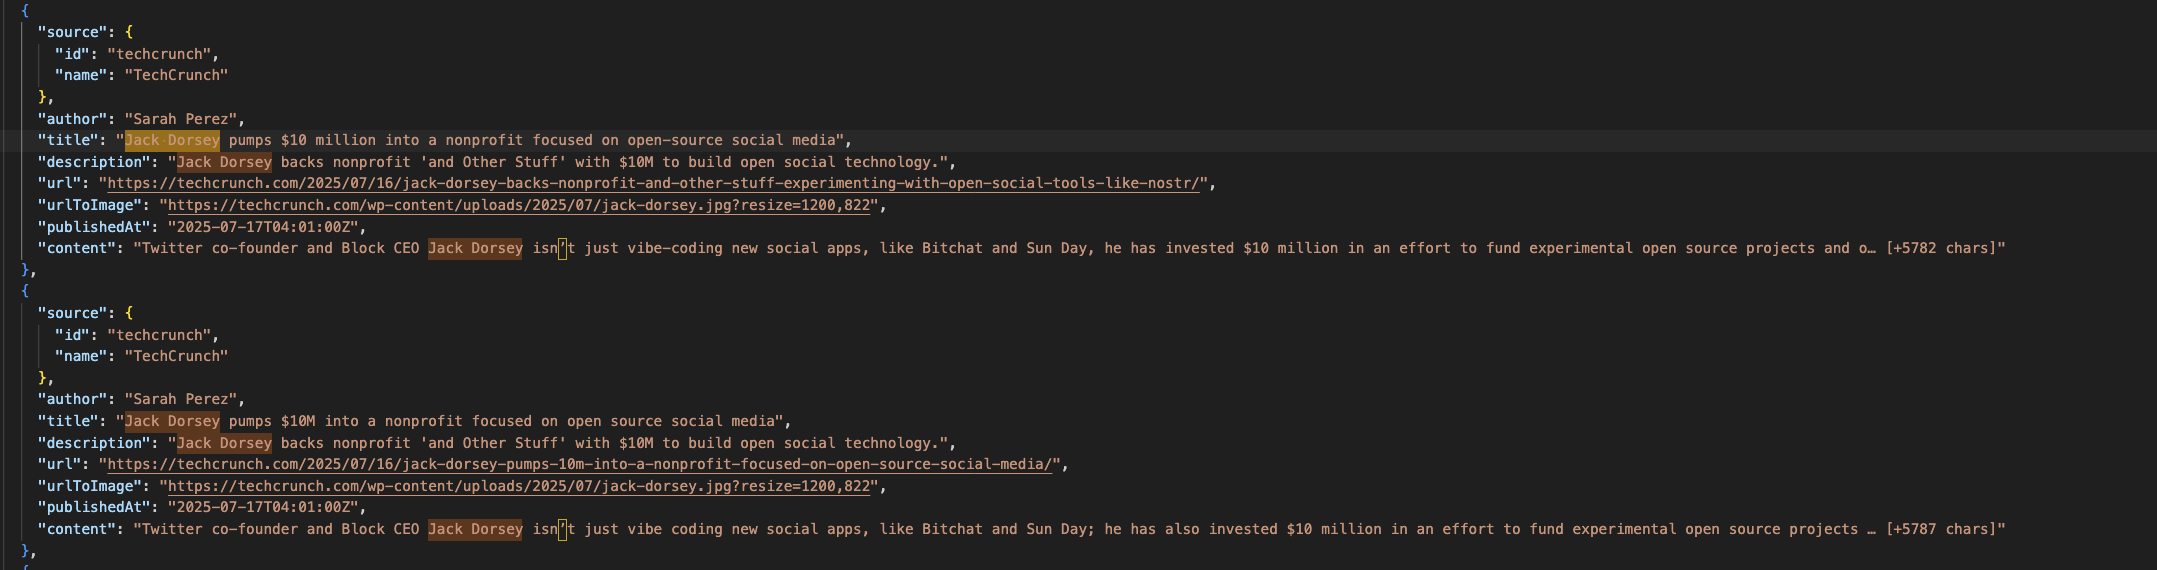 {
"source": {
"id": "techcrunch",
"name": "TechCrunch"
},
"author": "Sarah Perez",
"title": "Jack Dorsey pumps $10 million into a nonprofit focused on open-source social media",
"description": "Jack Dorsey backs nonprofit 'and Other Stuff' with $10M to build open social technology.",
"url": "https://techcrunch.com/2025/07/16/jack-dorsey-backs-nonprofit-and-other-stuff-experimenting-with-open-social-tools-like-nostr/",
"urlToImage": "https://techcrunch.com/wp-content/uploads/2025/07/jack-dorsey.jpg?resize=1200,822",
"publishedAt": "2025-07-17T04:01:00Z",
"content": "Twitter co-founder and Block CEO Jack Dorsey isn’t just vibe-coding new social apps, like Bitchat and Sun Day, he has invested $10 million in an effort to fund experimental open source projects and o… [+5782 chars]"
},
{
"source": {
"id": "techcrunch",
"name": "TechCrunch"
},
"author": "Sarah Perez",
"title": "Jack Dorsey pumps $10M into a nonprofit focused on open source social media",
"description": "Jack Dorsey backs nonprofit 'and Other Stuff' with $10M to build open social technology.",
"url": "https://techcrunch.com/2025/07/16/jack-dorsey-pumps-10m-into-a-nonprofit-focused-on-open-source-social-media/",
"urlToImage": "https://techcrunch.com/wp-content/uploads/2025/07/jack-dorsey.jpg?resize=1200,822",
"publishedAt": "2025-07-17T04:01:00Z",
"content": "Twitter co-founder and Block CEO Jack Dorsey isn’t just vibe coding new social apps, like Bitchat and Sun Day; he has also invested $10 million in an effort to fund experimental open source projects … [+5787 chars]"
},